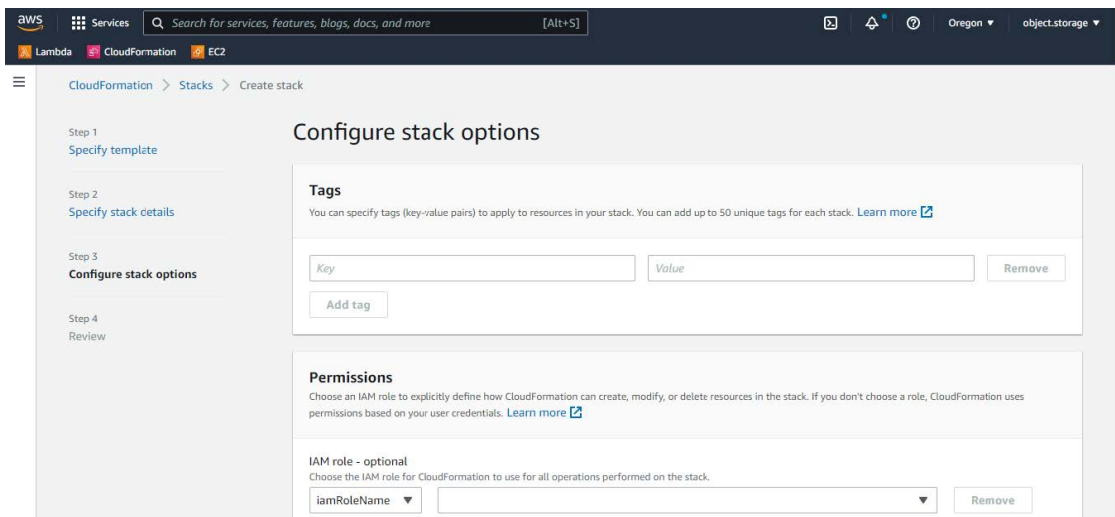 aws
Services
Search for services, features, blogs, docs, and more
[Alt+S]
Oregon
object.storage
Lambda
CloudFormation
EC2
CloudFormation > Stacks > Create stack
Step 1
Specify template
Step 2
Specify stack details
Step 3
Configure stack options
Step 4
Review
Configure stack options
Tags
You can specify tags (key-value pairs) to apply to resources in your stack. You can add up to 50 unique tags for each stack. Learn more
Key
Value
Remove
Add tag
Permissions
Choose an IAM role to explicitly define how CloudFormation can create, modify, or delete resources in the stack. If you don't choose a role, CloudFormation uses
permissions based on your user credentials. Learn more
IAM role - optional
Choose the IAM role for CloudFormation to use for all operations performed on the stack.
iamRoleName
Remove